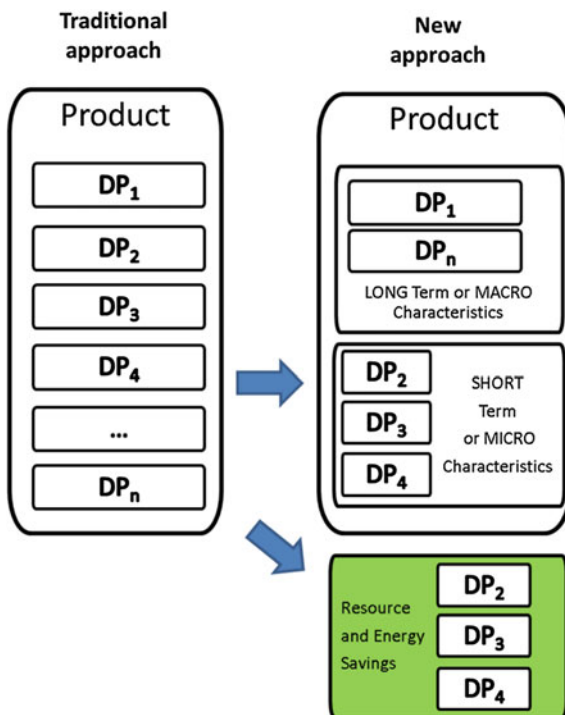 Traditional
approach
Product
DP₁
DP₂
DP₃
DP₄
...
DPₙ
New
approach
Product
DP₁
DPₙ
LONG Term or MACRO
Characteristics
DP₂
DP₃
DP₄
SHORT
Term
or MICRO
Characteristics
Resource
and Energy
Savings
DP₂
DP₃
DP₄